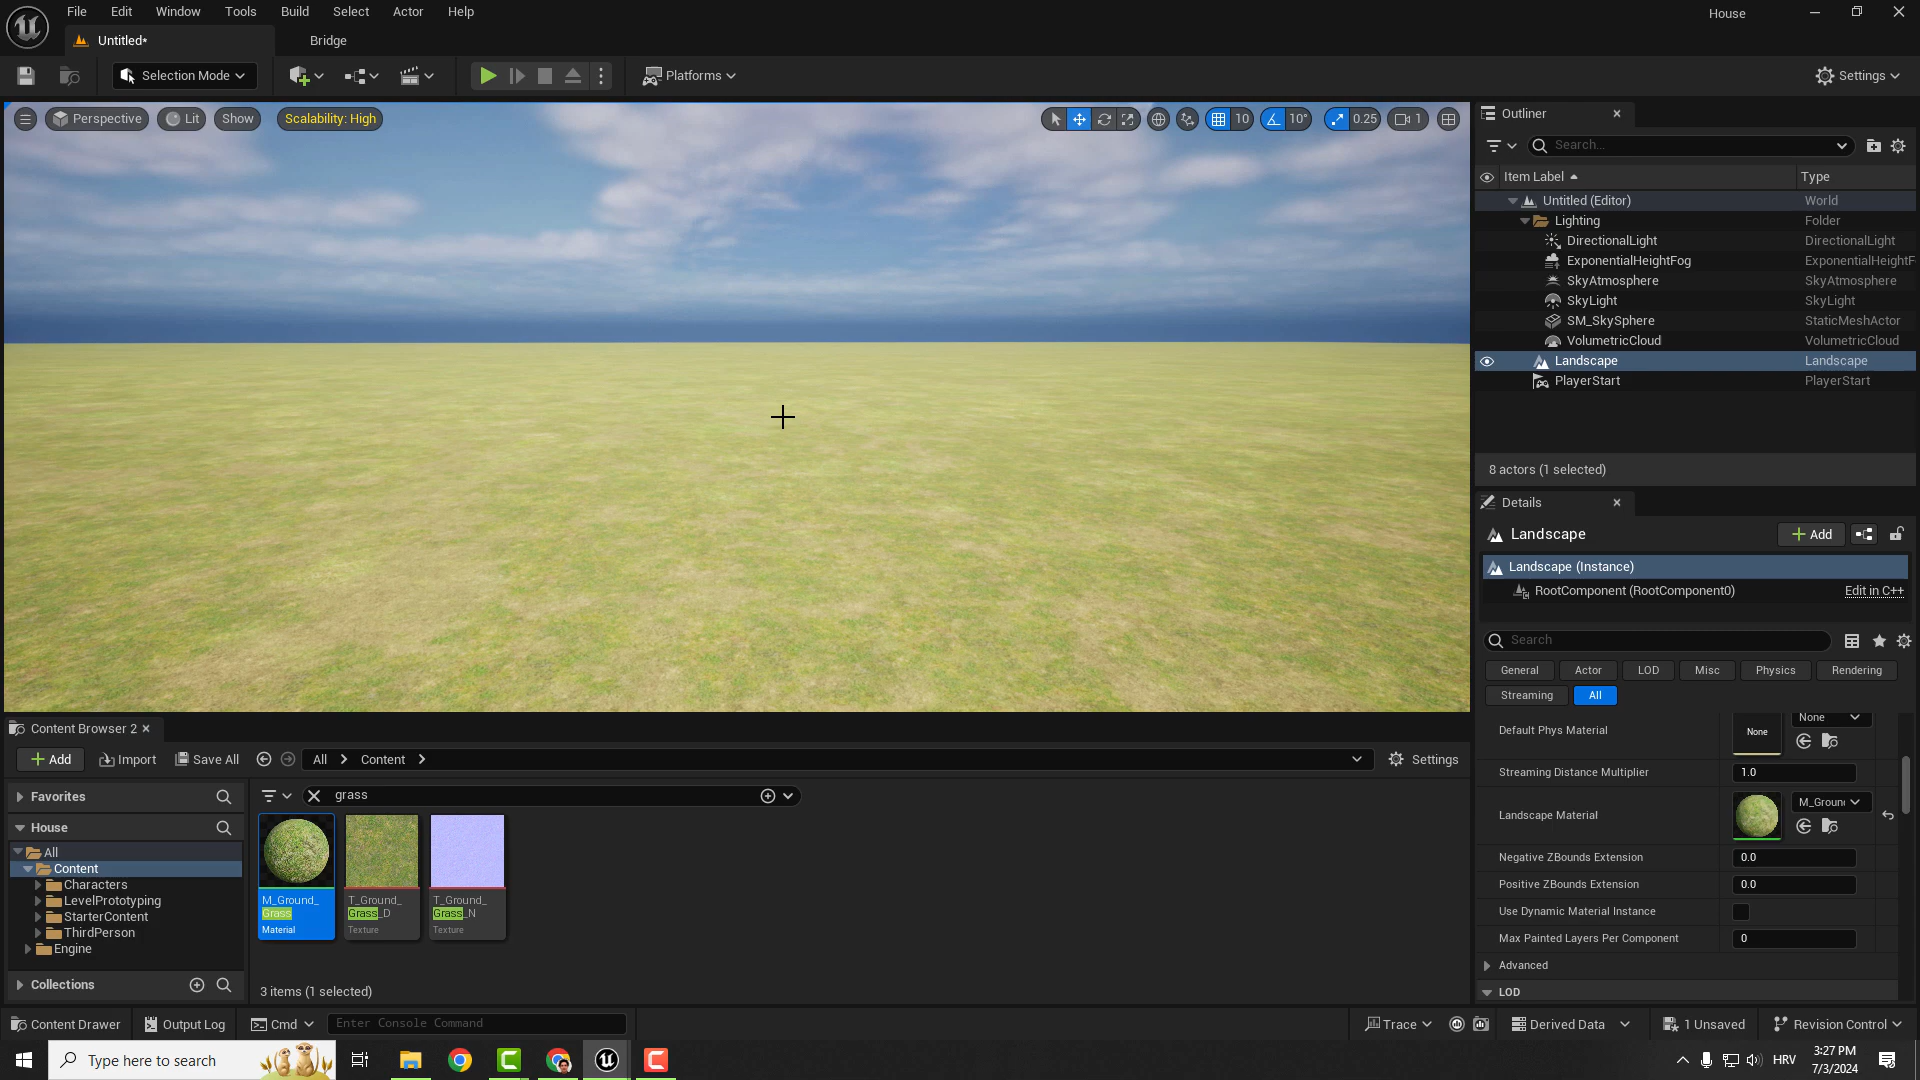 File Edit Window Tools Build Select Actor Help
House
Untitled*
Bridge
Selection Mode
Platforms
Settings
Perspective Lit Show Scalability: High
10 10° 0.25 1
Outliner
Search...
Item Label Type
Untitled (Editor) World
Lighting Folder
DirectionalLight DirectionalLight
ExponentialHeightFog ExponentialHeightF
SkyAtmosphere SkyAtmosphere
SkyLight SkyLight
SM_SkySphere StaticMeshActor
VolumetricCloud VolumetricCloud
Landscape Landscape
PlayerStart PlayerStart
8 actors (1 selected)
Details
Landscape
Add
Landscape (Instance)
RootComponent (RootComponent0) Edit in C++
Search
General Actor LOD Misc Physics Rendering
Streaming All
Default Phys Material None None
Streaming Distance Multiplier 1.0
Landscape Material M_Groun
Negative ZBounds Extension 0.0
Positive ZBounds Extension 0.0
Use Dynamic Material Instance
Max Painted Layers Per Component 0
Advanced
LOD
Content Browser 2
Add Import Save All All Content Settings
Favorites
House
All
Content
Characters
LevelPrototyping
StarterContent
ThirdPerson
Engine
Collections
grass
M_Ground_
Grass
Material
T_Ground_
Grass_D
Texture
T_Ground_
Grass_N
Texture
3 items (1 selected)
Content Drawer Output Log Cmd Enter Console Command Trace Derived Data 1 Unsaved Revision Control
Type here to search
HRV
3:27 PM
7/3/2024